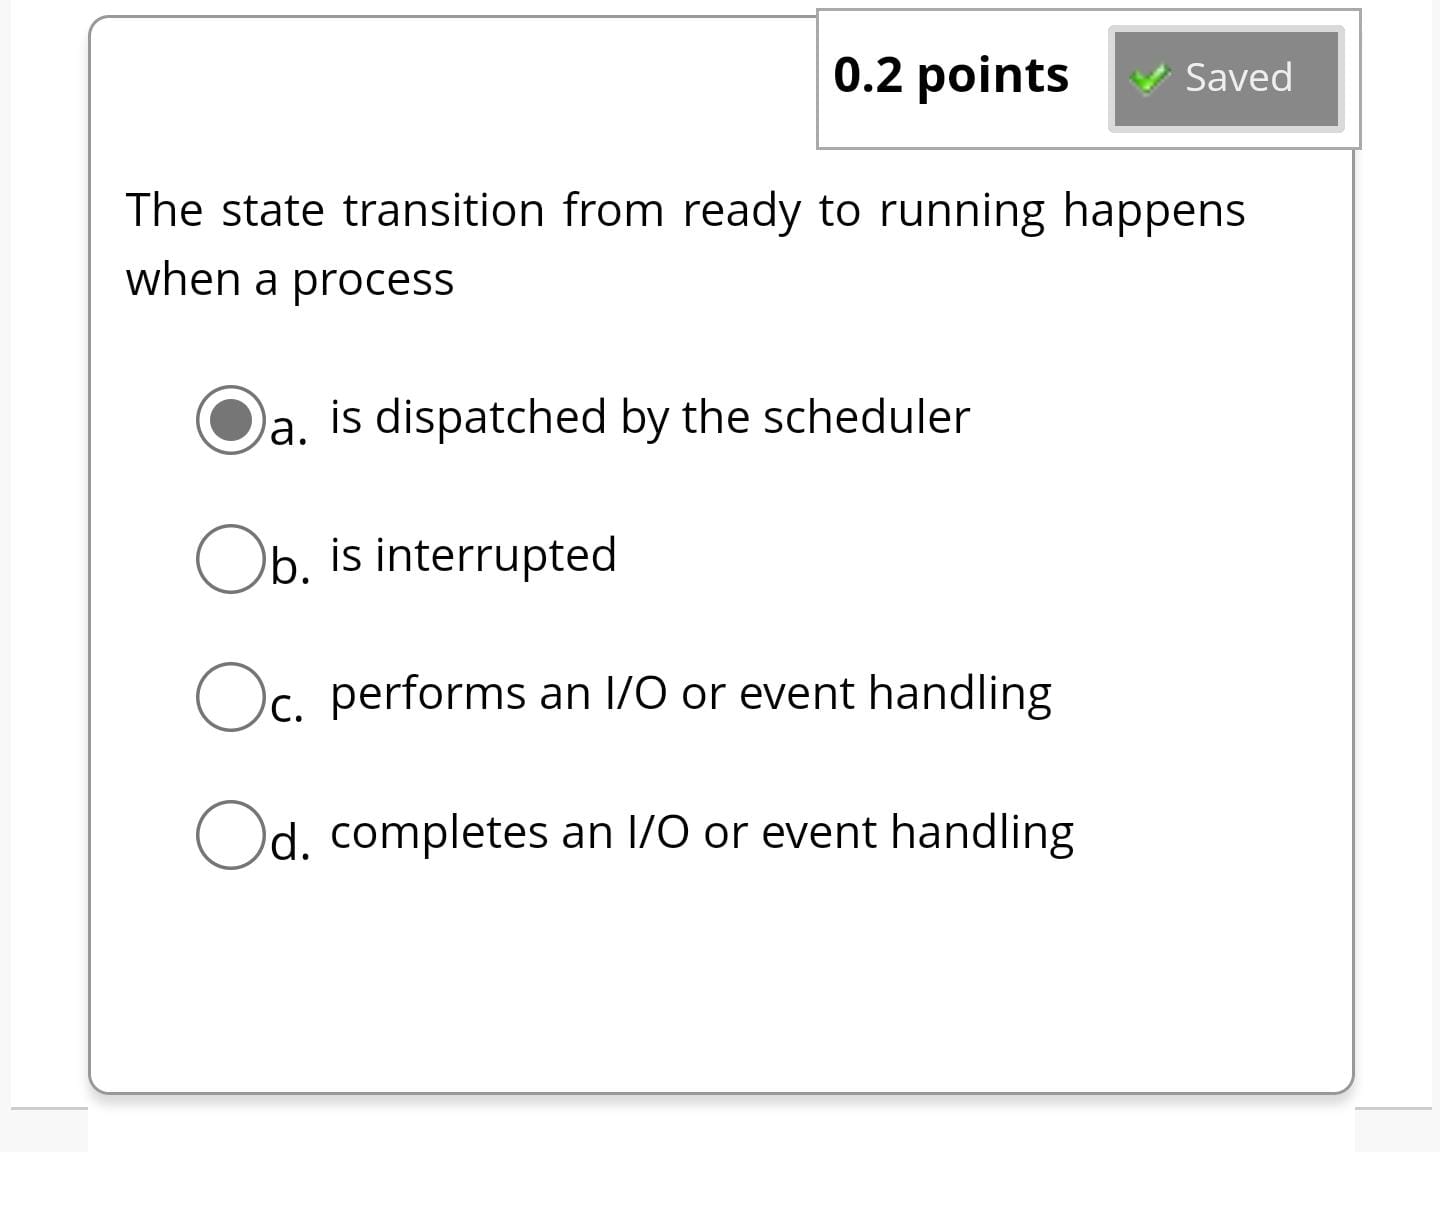 0.2 points
Saved
The state transition from ready to running happens
when a process
a. is dispatched by the scheduler
b. is interrupted
c. performs an I/O or event handling
d. completes an I/O or event handling